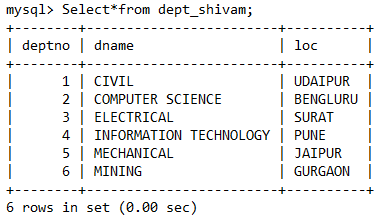 mysql> Select*from dept_shivam;
+--------+------------------------+----------+
| deptno | dname                  | loc      |
+--------+------------------------+----------+
|      1 | CIVIL                  | UDAIPUR  |
|      2 | COMPUTER SCIENCE       | BENGLURU |
|      3 | ELECTRICAL             | SURAT    |
|      4 | INFORMATION TECHNOLOGY | PUNE     |
|      5 | MECHANICAL             | JAIPUR   |
|      6 | MINING                 | GURGAON  |
+--------+------------------------+----------+
6 rows in set (0.00 sec)